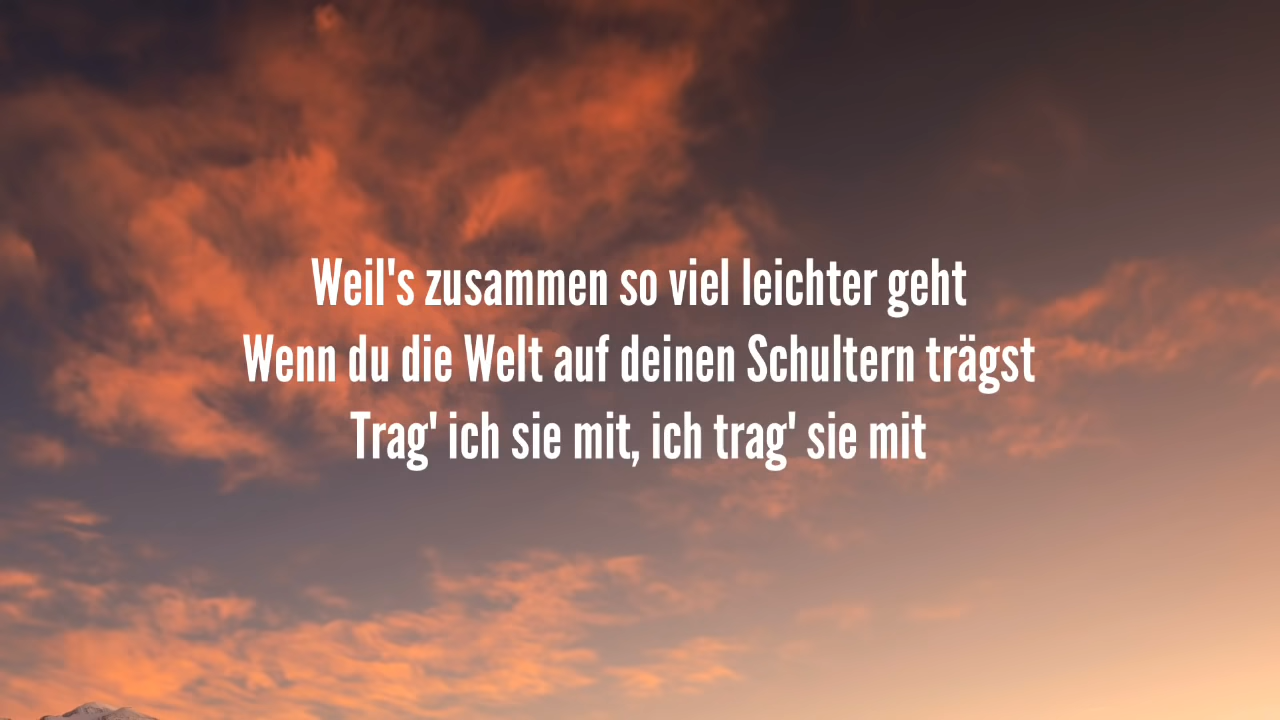 Weil's zusammen so viel leichter geht
Wenn du die Welt auf deinen Schultern trägst
Trag' ich sie mit, ich trag' sie mit